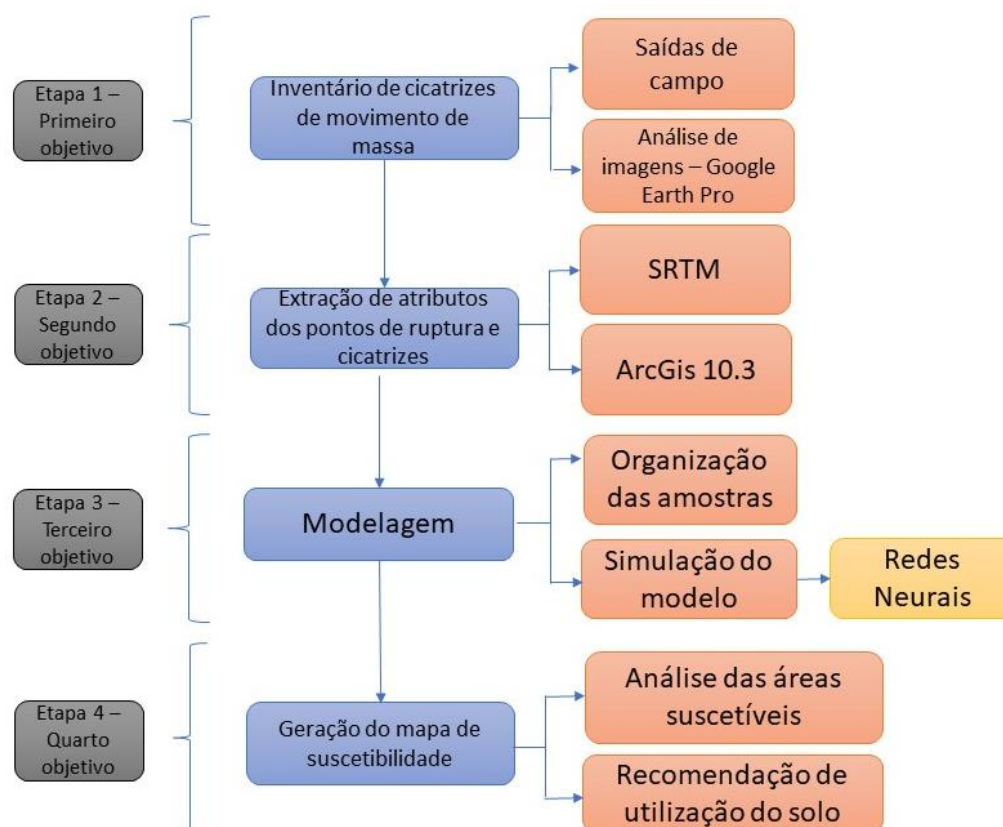 Etapa 1 –
Primeiro
objetivo
Inventário de cicatrizes
de movimento de
massa
Saídas de
campo
Análise de
imagens – Google
Earth Pro
Etapa 2 –
Segundo
objetivo
Extração de atributos
dos pontos de ruptura e
cicatrizes
SRTM
ArcGis 10.3
Etapa 3 –
Terceiro
objetivo
Modelagem
Organização
das amostras
Simulação do
modelo
Redes
Neurais
Etapa 4 –
Quarto
objetivo
Geração do mapa de
suscetibilidade
Análise das áreas
suscetíveis
Recomendação de
utilização do solo